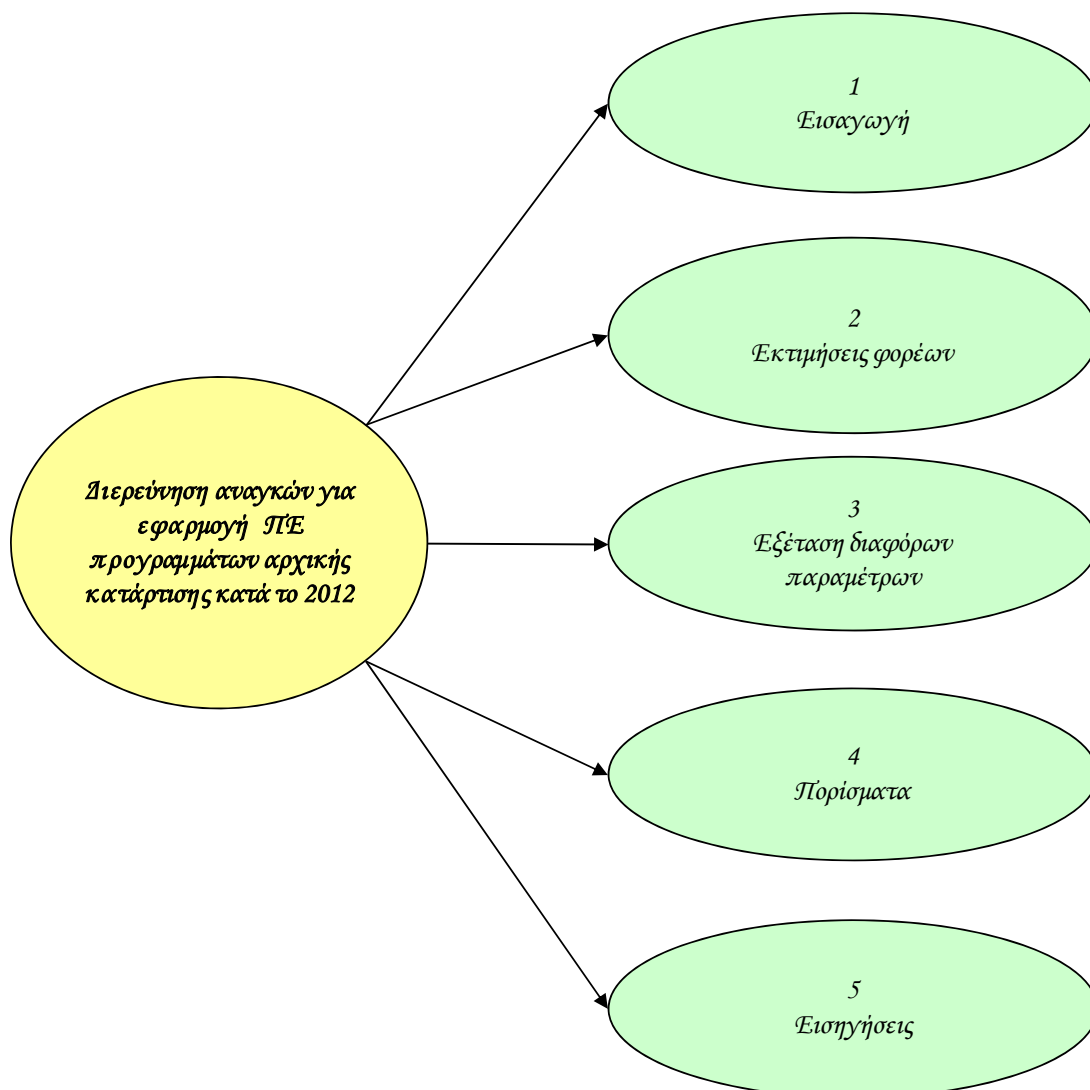 1
Εισαγωγή
2
Εκτιμήσεις φορέων
Διερεύνηση αναγκών για
εφαρμογή ΠΕ
προγραμμάτων αρχικής
κατάρτισης κατά το 2012
3
Εξέταση διαφόρων
παραμέτρων
4
Πορίσματα
5
Εισηγήσεις